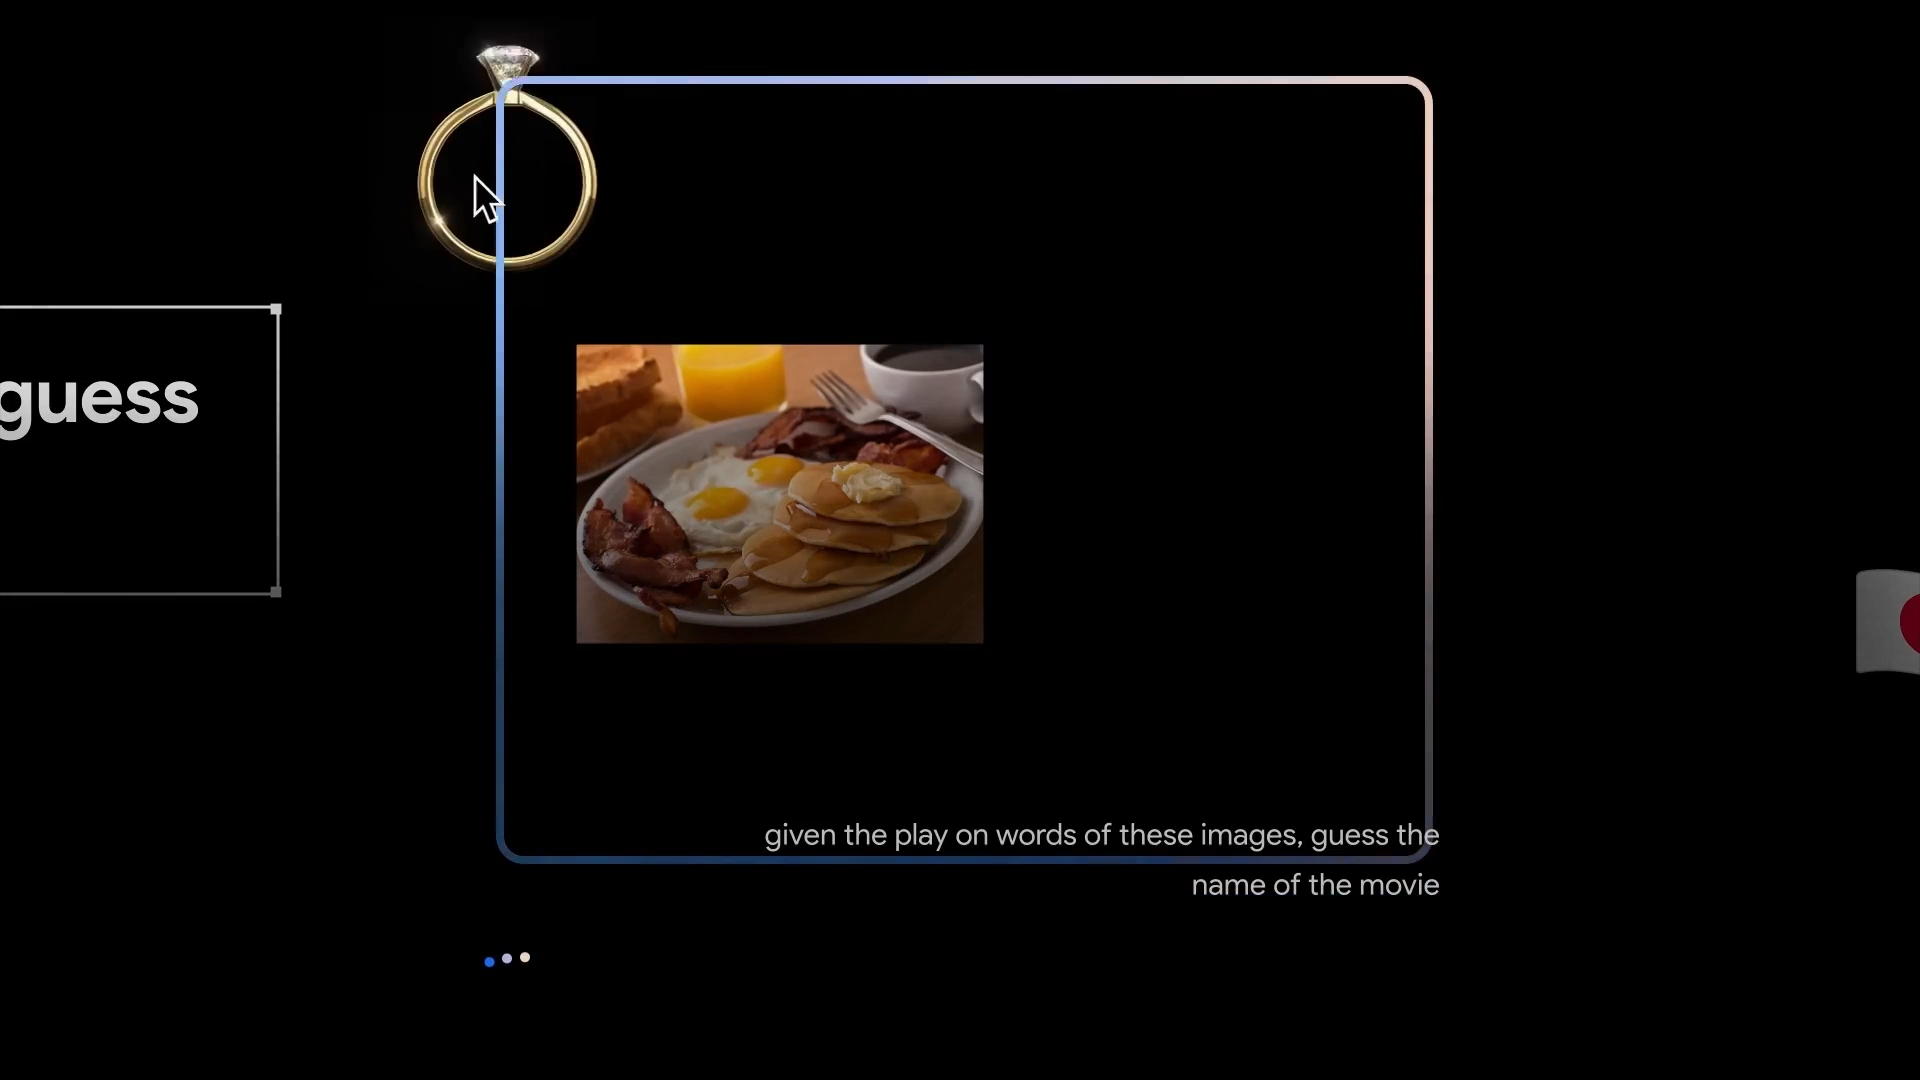 guess
given the play on words of these images, guess the
name of the movie